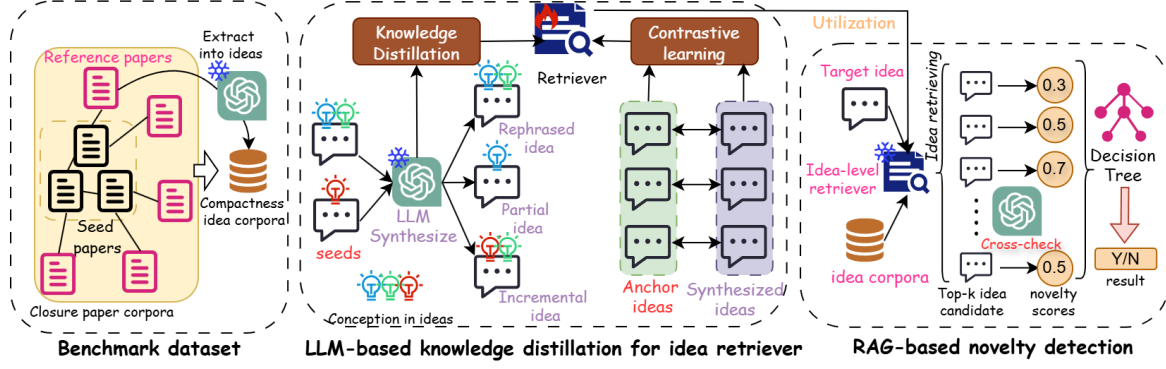 Reference papers
Extract
into ideas
Seed
papers
Compactness
idea corpora
Closure paper corpora
Benchmark dataset
Knowledge
Distillation
Retriever
Contrastive
learning
seeds
LLM
Synthesize
Rephrased
idea
Partial
idea
Incremental
idea
Conception in ideas
Anchor
ideas
Synthesized
ideas
LLM-based knowledge distillation for idea retriever
Utilization
Target idea
Idea-level
retriever
idea corpora
Idea retrieving
0.3
0.5
0.7
Cross-check
0.5
Top-k idea
candidate
novelty
scores
Decision
Tree
Y/N
result
RAG-based novelty detection